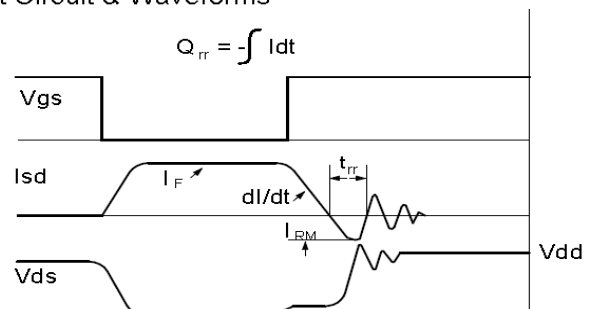 t Circuit & Waveforms
Q rr = -∫ Idt
Vgs
Isd
I F
dI/dt
t rr
I RM
Vdd
Vds